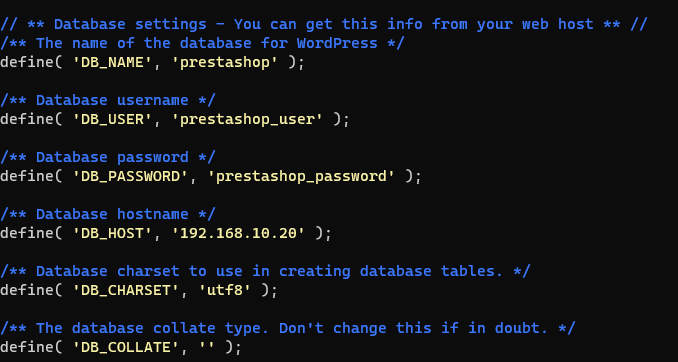 // ** Database settings - You can get this info from your web host ** //
/** The name of the database for WordPress */
define( 'DB_NAME', 'prestashop' );
/** Database username */
define( 'DB_USER', 'prestashop_user' );
/** Database password */
define( 'DB_PASSWORD', 'prestashop_password' );
/** Database hostname */
define( 'DB_HOST', '192.168.10.20' );
/** Database charset to use in creating database tables. */
define( 'DB_CHARSET', 'utf8' );
/** The database collate type. Don't change this if in doubt. */
define( 'DB_COLLATE', '' );